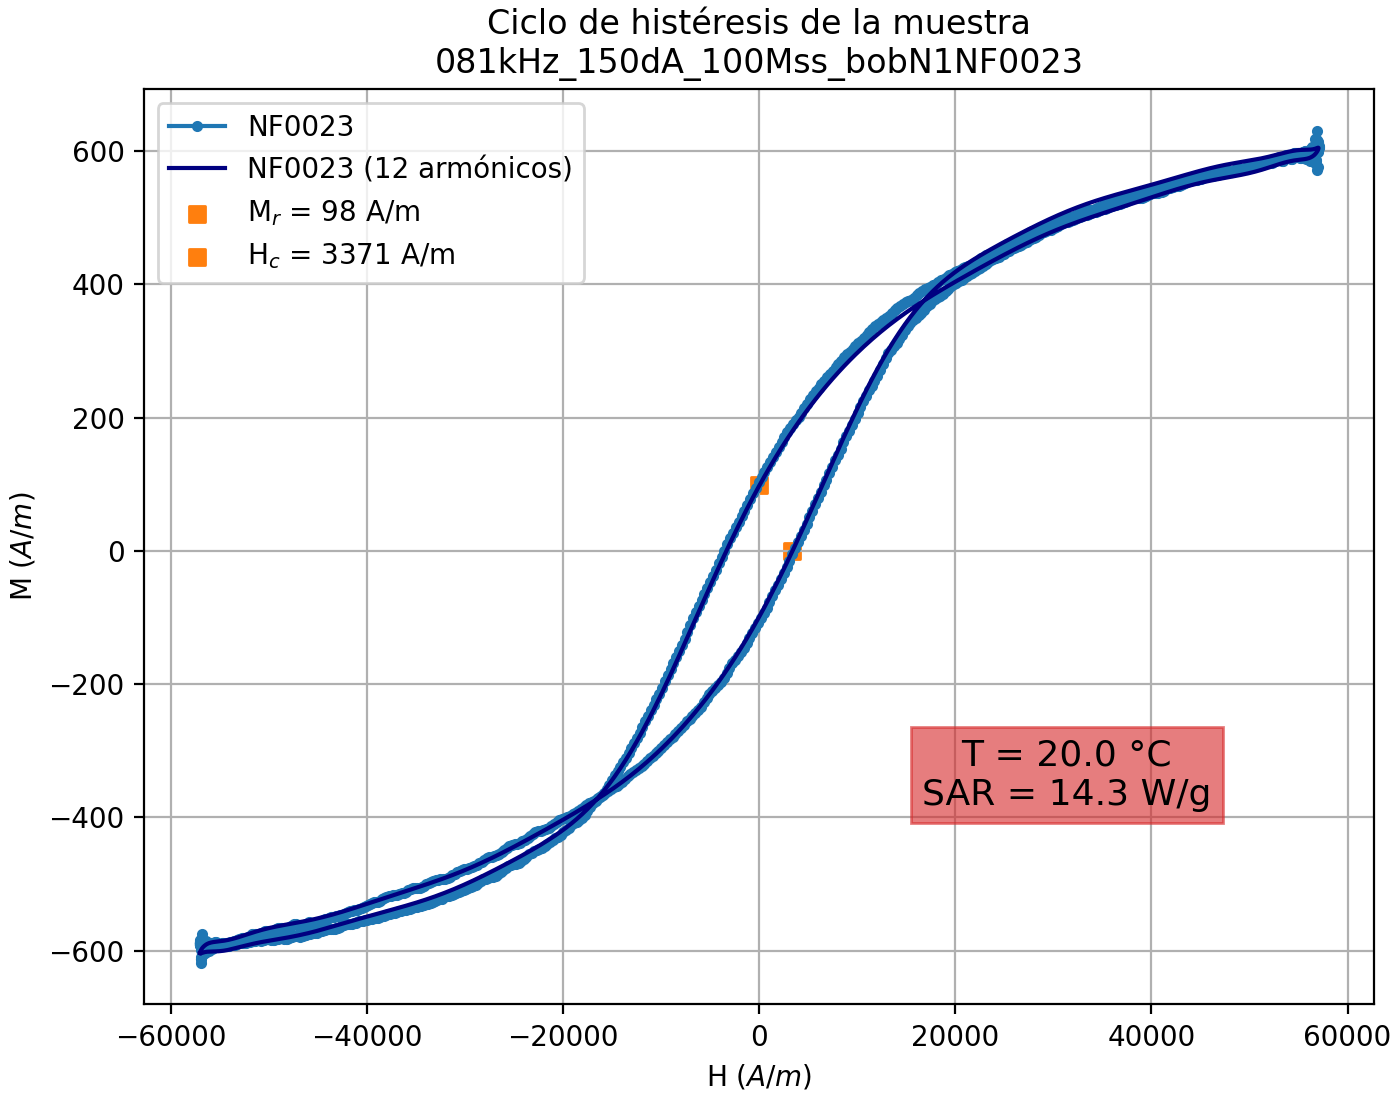 Ciclo de histéresis de la muestra
081kHz_150dA_100Mss_bobN1NF0023
NF0023
NF0023 (12 armónicos)
Mr = 98 A/m
Hc = 3371 A/m
600
400
200
0
−200
−400
−600
M (A/m)
T = 20.0 °C
SAR = 14.3 W/g
−60000 −40000 −20000 0 20000 40000 60000
H (A/m)